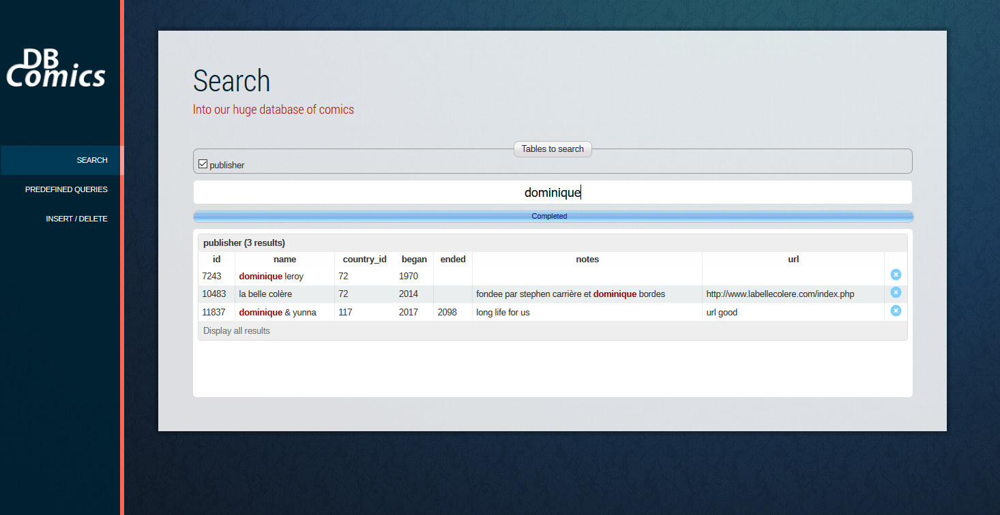 DB
Comics
SEARCH
PREDEFINED QUERIES
INSERT / DELETE
Search
Into our huge database of comics
Tables to search
publisher
dominique
Completed
publisher (3 results)
id name country_id began ended notes url
7243 dominique leroy 72 1970
10483 la belle colère 72 2014 fondee par stephen carrière et dominique bordes http://www.labellecolere.com/index.php
11837 dominique & yunna 117 2017 2098 long life for us url good
Display all results